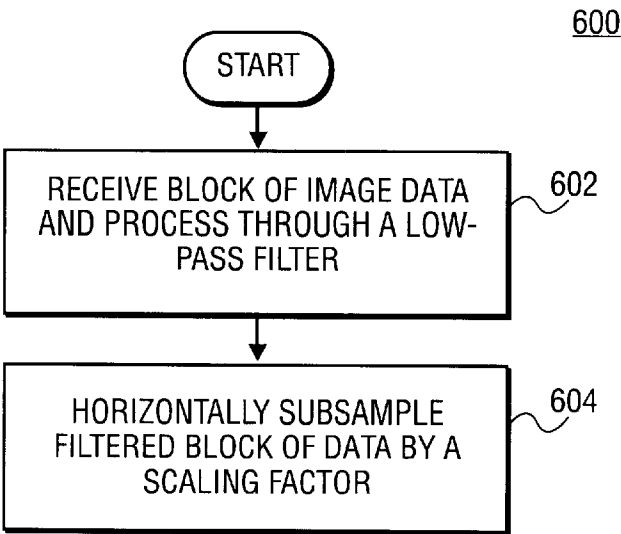 600
START
RECEIVE BLOCK OF IMAGE DATA
AND PROCESS THROUGH A LOW-
PASS FILTER
602
HORIZONTALLY SUBSAMPLE
FILTERED BLOCK OF DATA BY A
SCALING FACTOR
604